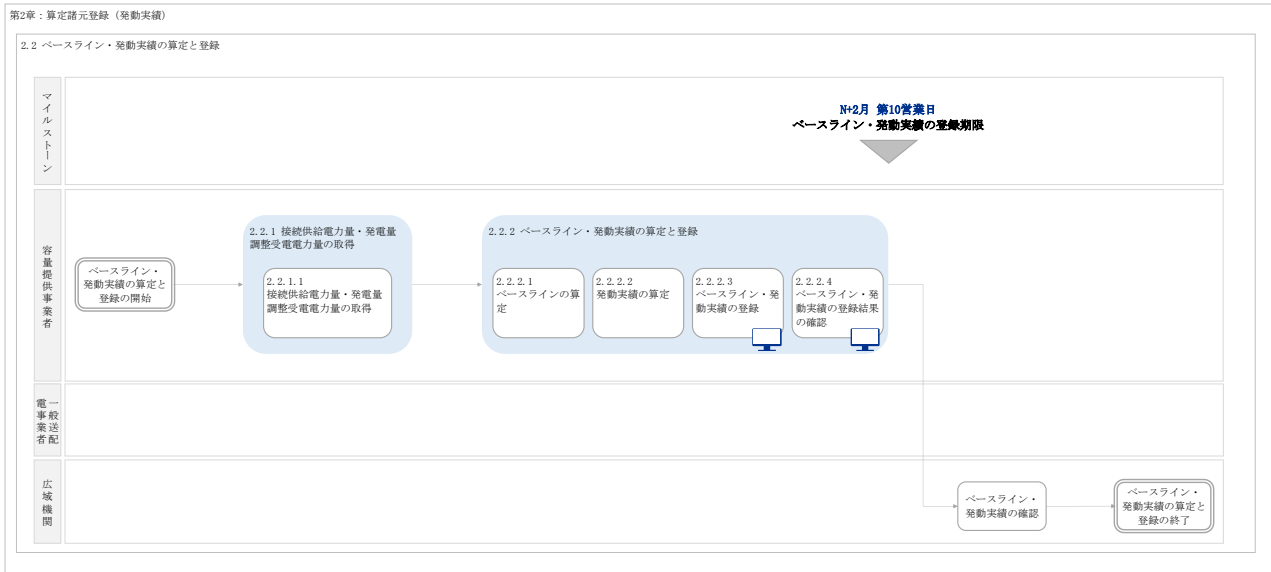 第2章：算定諸元登録（発動実績）
2.2 ベースライン・発動実績の算定と登録
マイルストーン
N+2月 第10営業日
ベースライン・発動実績の登録期限
容量提供事業者
ベースライン・
発動実績の算定と
登録の開始
2.2.1 接続供給電力量・発電量
調整受電電力量の取得
2.2.1.1
接続供給電力量・発電量
調整受電電力量の取得
2.2.2 ベースライン・発動実績の算定と登録
2.2.2.1
ベースラインの算
定
2.2.2.2
発動実績の算定
2.2.2.3
ベースライン・発
動実績の登録
2.2.2.4
ベースライン・発
動実績の登録結果
の確認
一般送配
電事業者
広域機関
ベースライン・
発動実績の確認
ベースライン・
発動実績の算定と
登録の終了